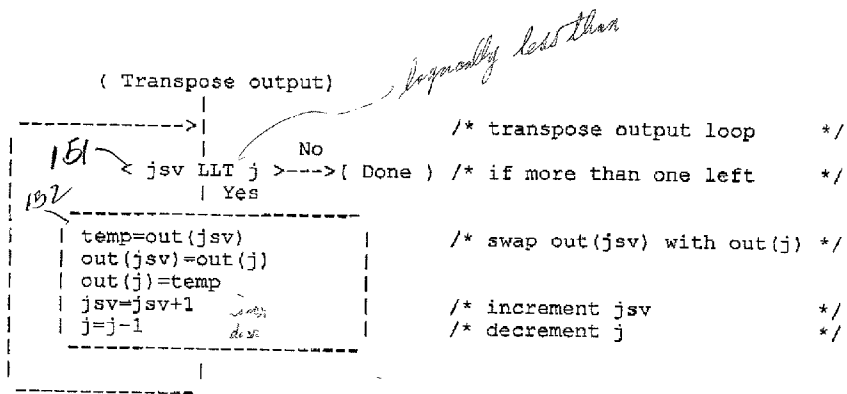 logically less than
( Transpose output)
/* transpose output loop */
151 < jsv LLT j >--->( Done ) /* if more than one left */
No
Yes
152
temp=out(jsv) /* swap out(jsv) with out(j) */
out(jsv)=out(j)
out(j)=temp
jsv=jsv+1 /* increment jsv */
j=j-1 /* decrement j */